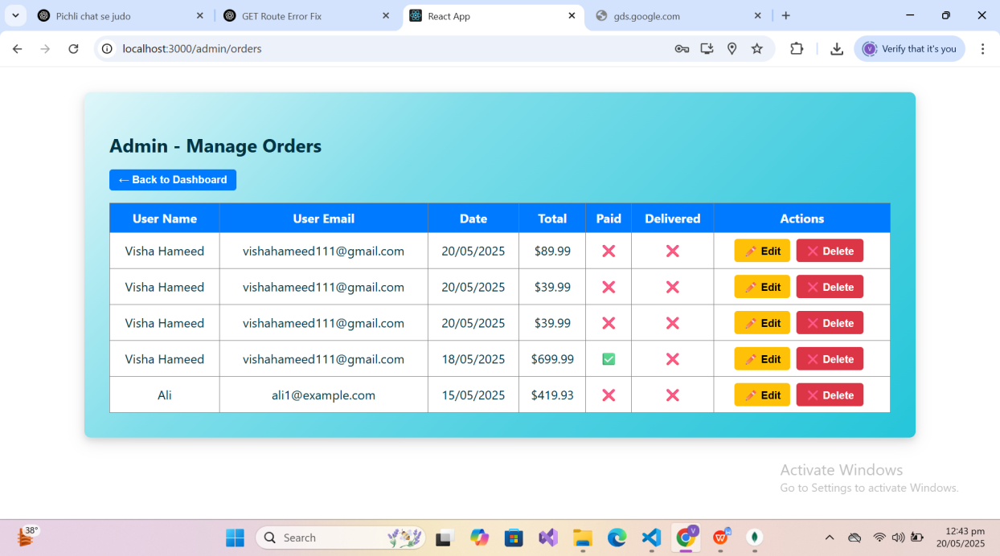 Pichli chat se judo
GET Route Error Fix
React App
gds.google.com
localhost:3000/admin/orders
V
Verify that it's you
Admin - Manage Orders
← Back to Dashboard
User Name User Email Date Total Paid Delivered Actions
Visha Hameed vishahameed111@gmail.com 20/05/2025 $89.99 ❌ ❌ Edit Delete
Visha Hameed vishahameed111@gmail.com 20/05/2025 $39.99 ❌ ❌ Edit Delete
Visha Hameed vishahameed111@gmail.com 20/05/2025 $39.99 ❌ ❌ Edit Delete
Visha Hameed vishahameed111@gmail.com 18/05/2025 $699.99 ✅ ❌ Edit Delete
Ali ali1@example.com 15/05/2025 $419.93 ❌ ❌ Edit Delete
Activate Windows
Go to Settings to activate Windows.
38°
Search
V
12:43 pm
20/05/2025